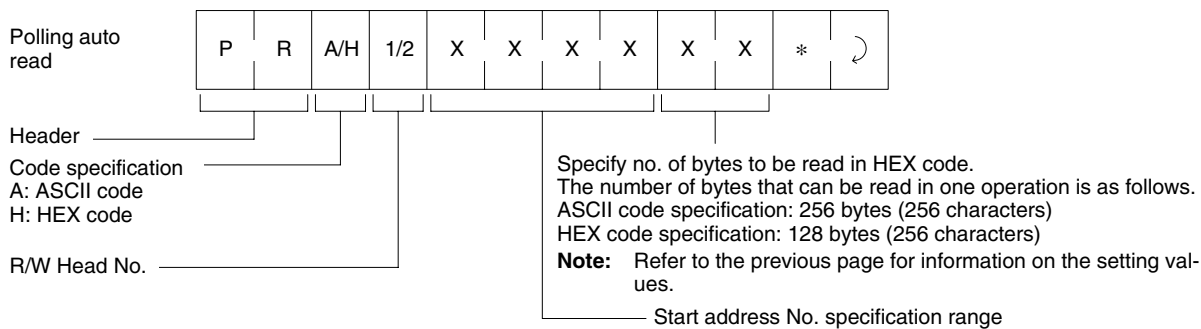 Polling auto
read
P R A/H 1/2 X X X X X X *
Header
Code specification
A: ASCII code
H: HEX code
R/W Head No.
Specify no. of bytes to be read in HEX code.
The number of bytes that can be read in one operation is as follows.
ASCII code specification: 256 bytes (256 characters)
HEX code specification: 128 bytes (256 characters)
Note: Refer to the previous page for information on the setting val-
ues.
Start address No. specification range